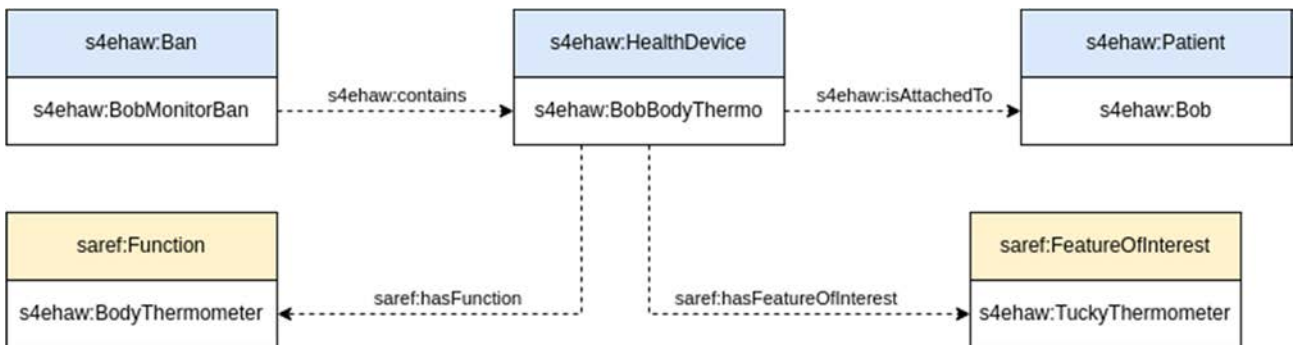 s4ehaw:Ban
s4ehaw:HealthDevice
s4ehaw:Patient
s4ehaw:BobMonitorBan
s4ehaw:contains
s4ehaw:BobBodyThermo
s4ehaw:isAttachedTo
s4ehaw:Bob
saref:Function
saref:FeatureOfInterest
s4ehaw:BodyThermometer
saref:hasFunction
saref:hasFeatureOfInterest
s4ehaw:TuckyThermometer